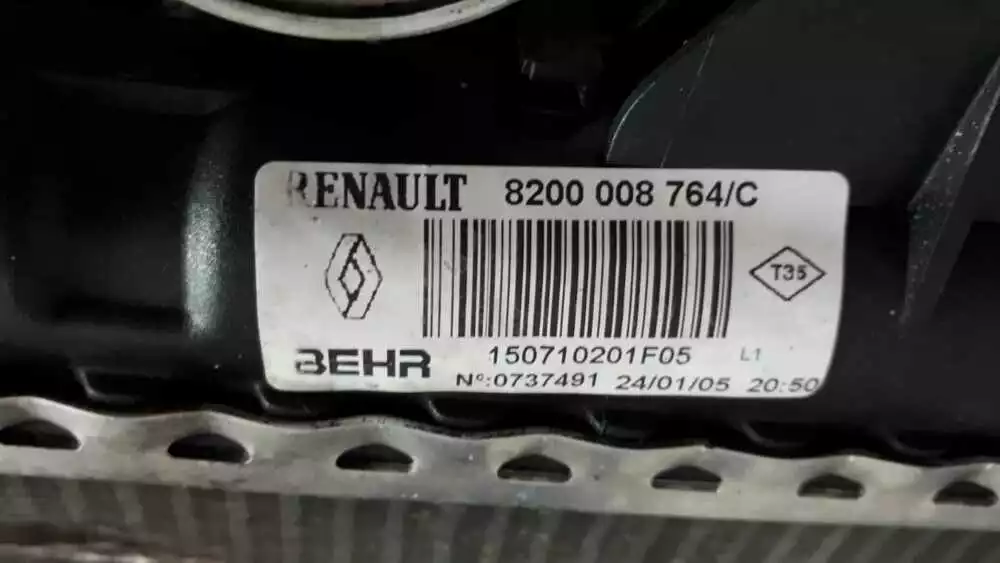 RENAULT 8200 008 764/C
T35
BEHR 150710201F05 L1
N°:0737491 24/01/05 20:50